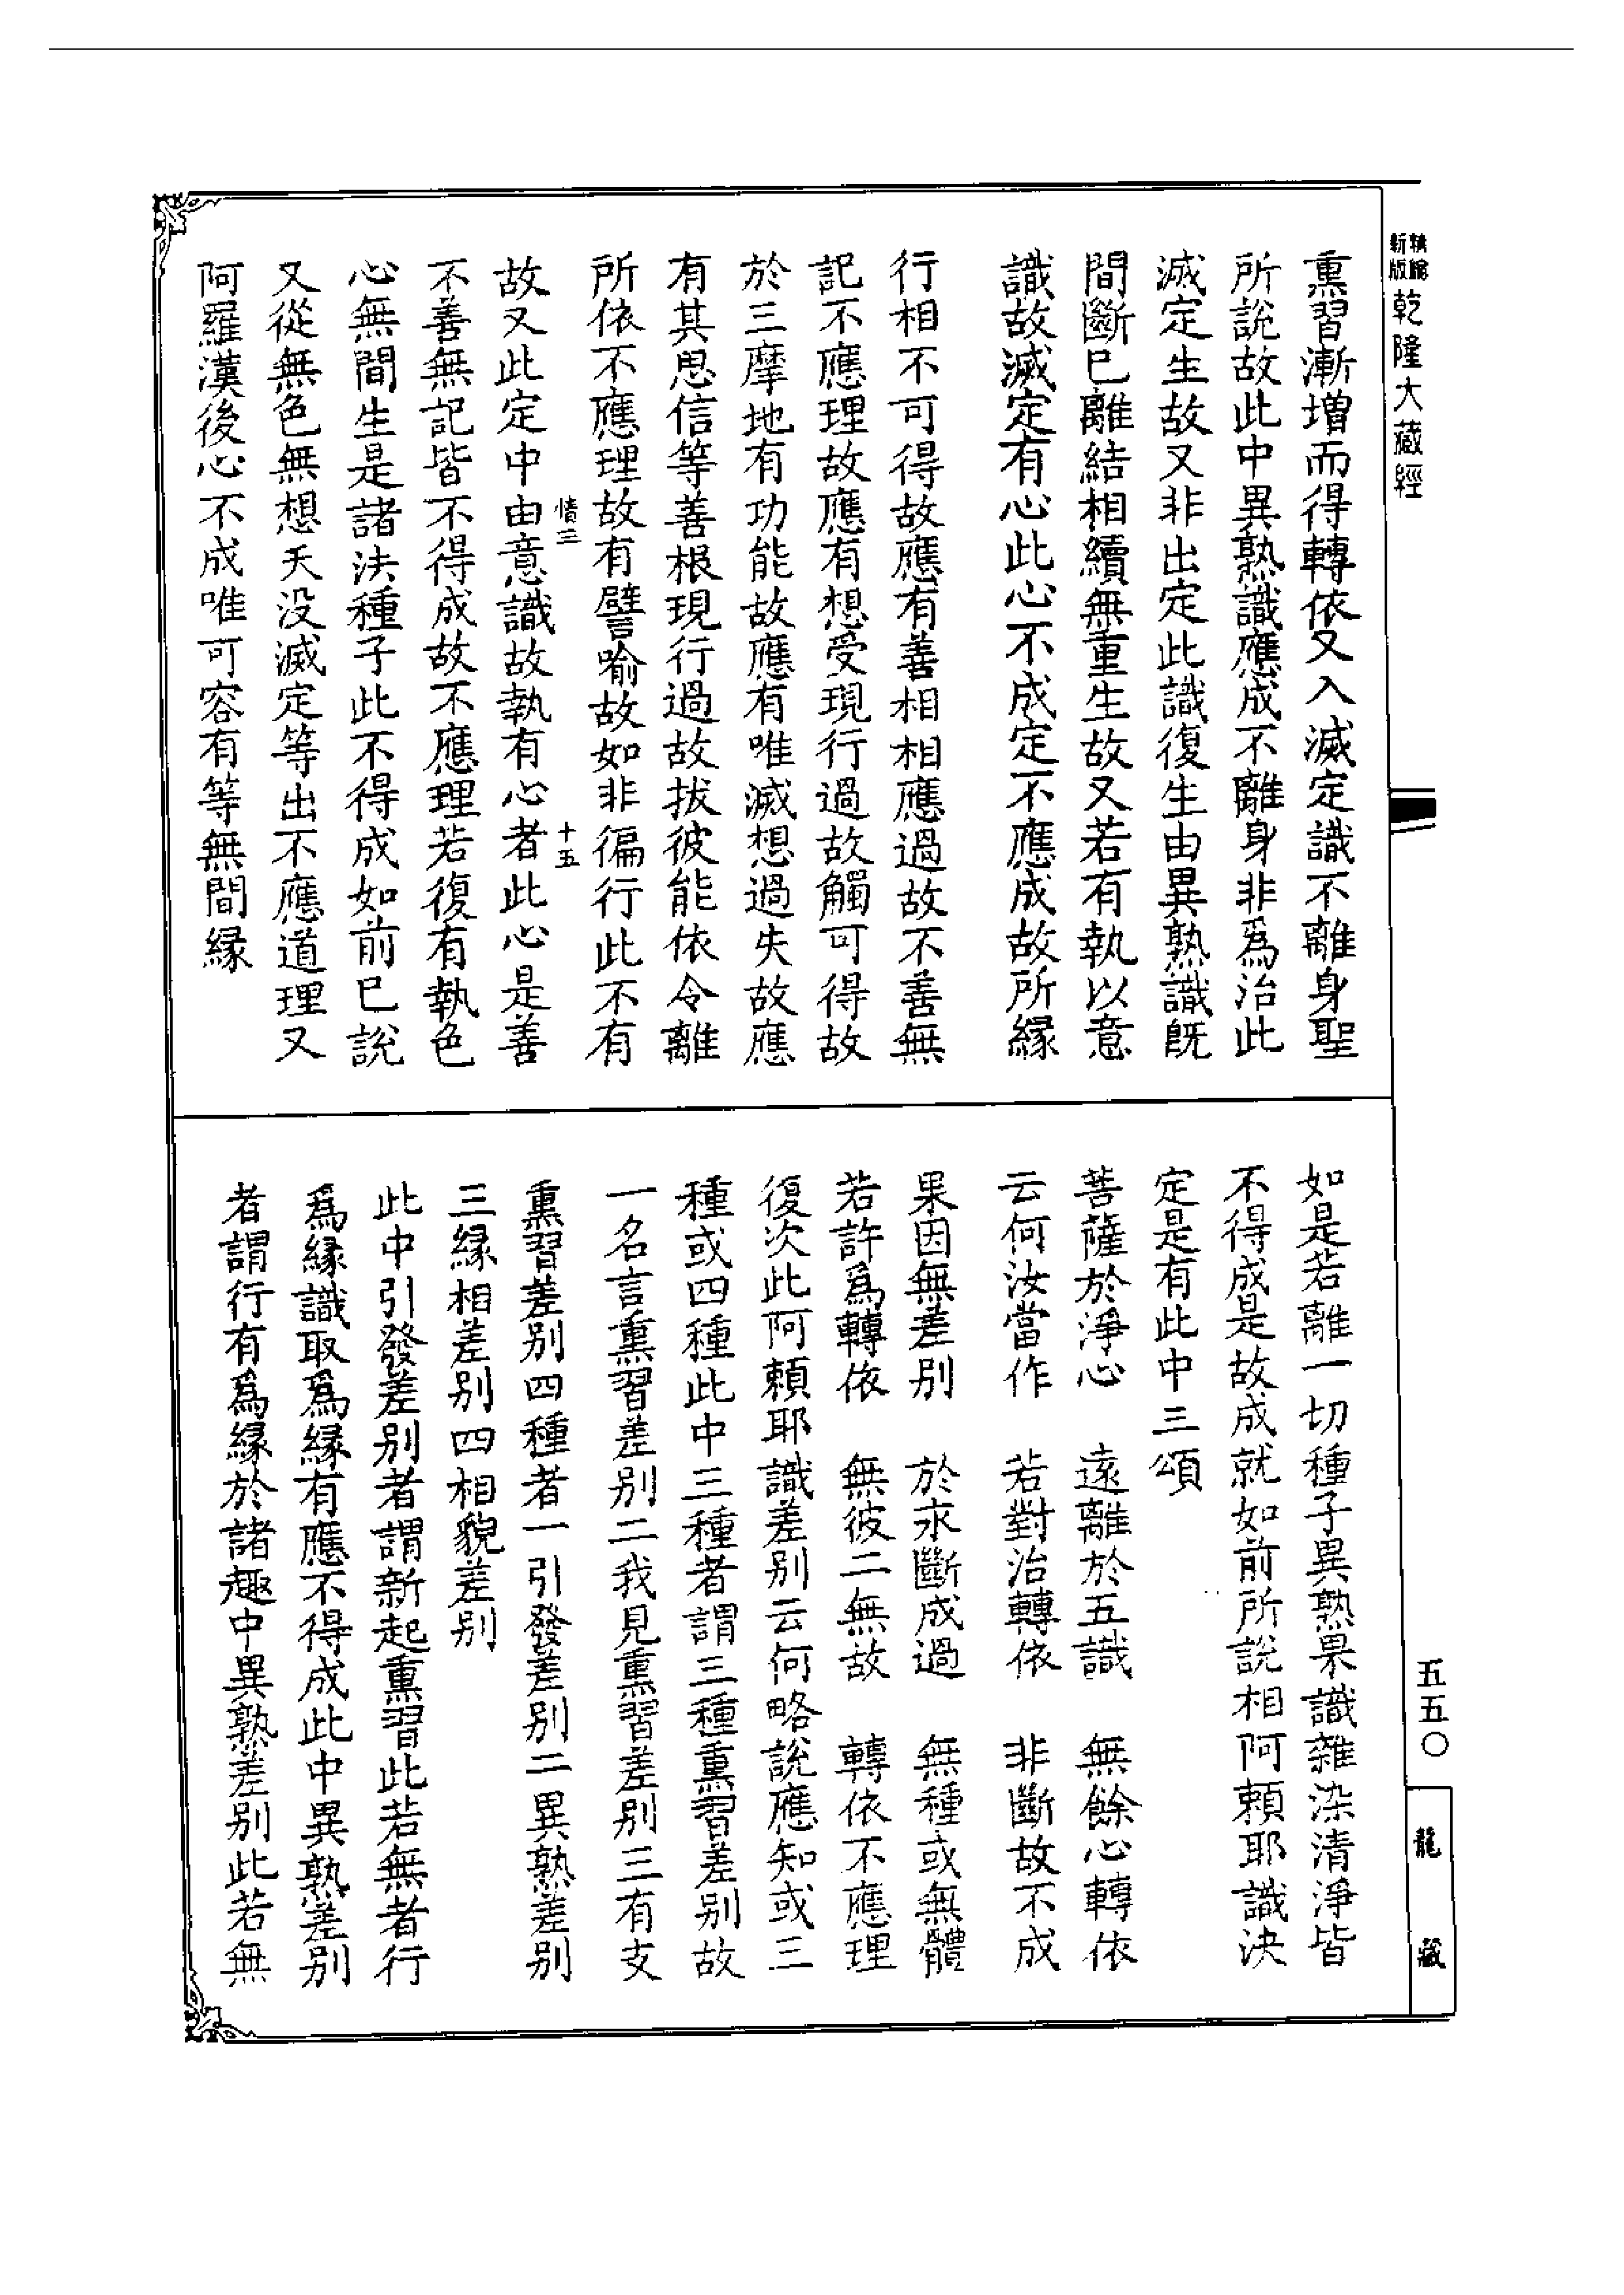 精繪
新版
乾隆大藏經
熏習漸增而得轉依又入滅定識不離身聖
所說故此中異熟識應成不離身非爲治此
滅定生故又非出定此識復生由異熟識旣
間斷已離結相續無重生故又若有執以意
識故滅定有心此心不成定不應成故所緣
行相不可得故應有善相相應過故不善無
記不應理故應有想受現行過故觸可得故
於三摩地有功能故應有唯滅想過失故應
有其思信等善根現行過故拔彼能依令離
所依不應理故有譬喻故如非徧行此不有
情三
十五
故又此定中由意識故執有心者此心是善
不善無記皆不得成故不應理若復有執色
心無間生是諸法種子此不得成如前已說
又從無色無想天没滅定等出不應道理又
阿羅漢後心不成唯可容有等無間緣
如是若離一切種子異熟果識雜染清淨皆
不得成是故成就如前所說相阿賴耶識決
定是有此中三頌
菩薩於淨心　遠離於五識　無餘心轉依
云何汝當作　若對治轉依　非斷故不成
果因無差别　於永斷成過　無種或無體
若許爲轉依　無彼二無故　轉依不應理
復次此阿賴耶識差别云何略說應知或三
種或四種此中三種者謂三種熏習差别故
一名言熏習差别二我見熏習差别三有支
熏習差别四種者一引發差别二異熟差别
三緣相差别四相貌差别
此中引發差别者謂新起熏習此若無者行
爲緣識取爲緣有應不得成此中異熟差别
者謂行有爲緣於諸趣中異熟差别此若無
五五〇
龍藏